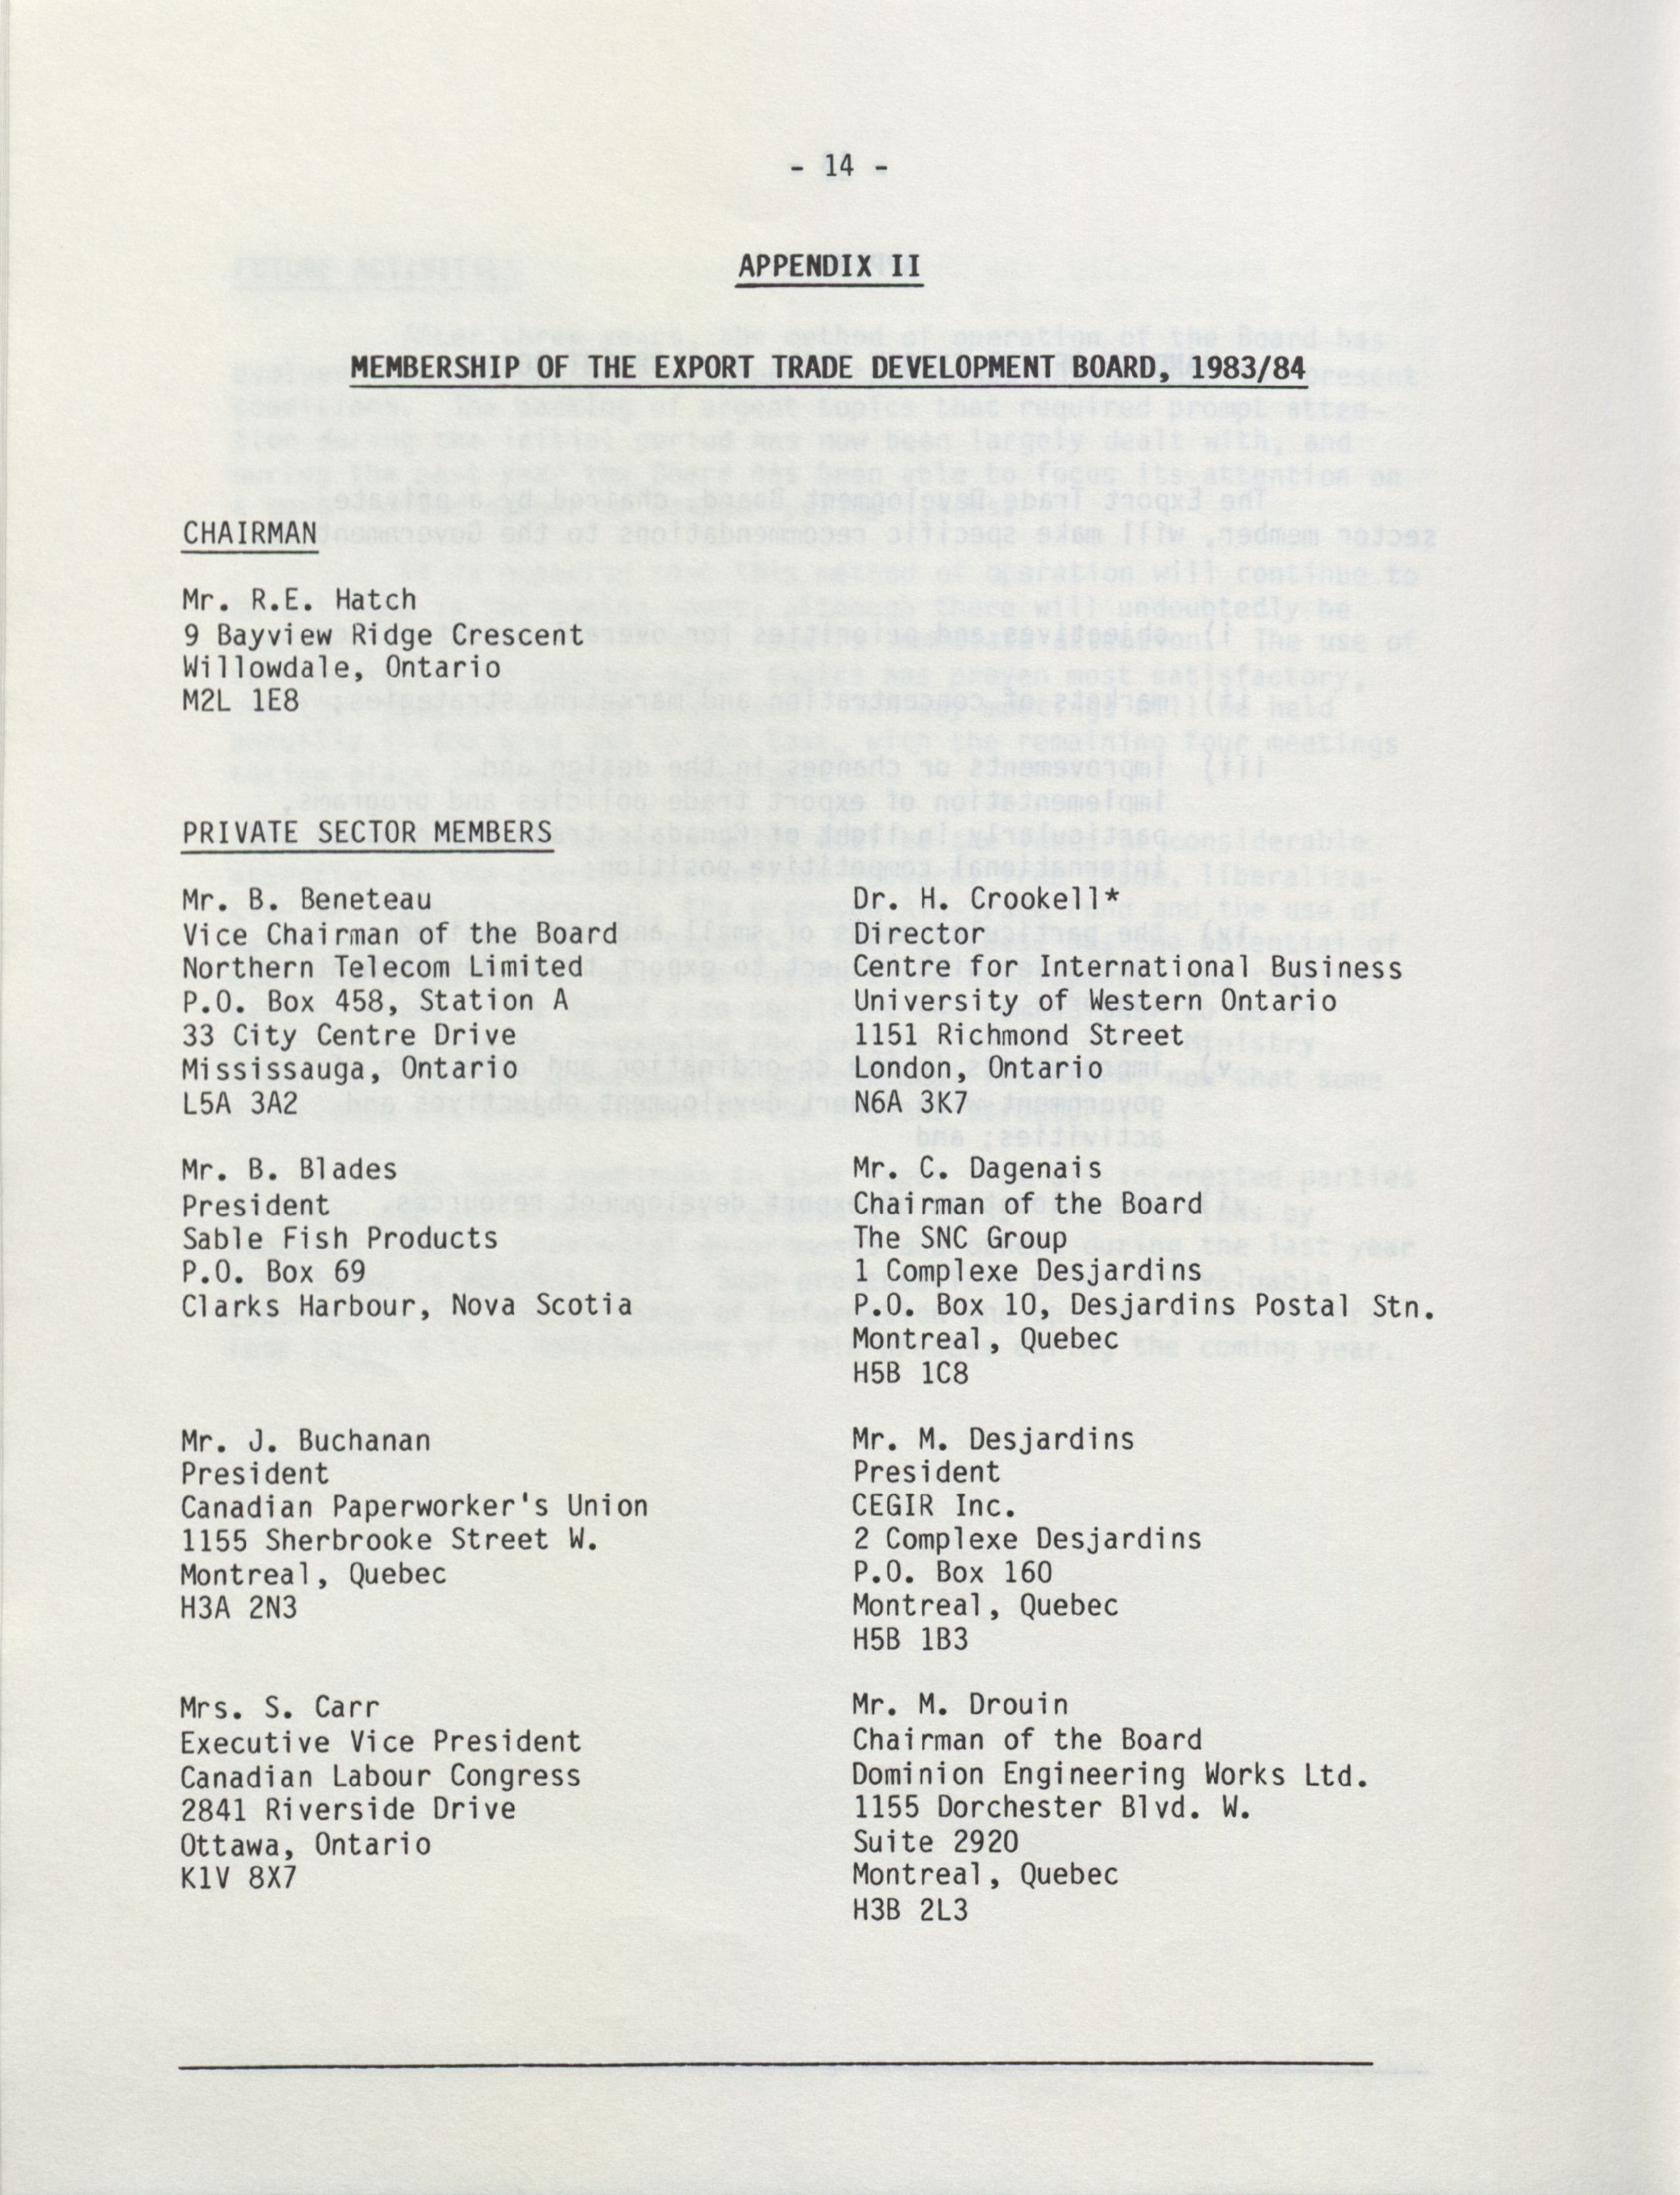 - 14 -
APPENDIX II
MEMBERSHIP OF THE EXPORT TRADE DEVELOPMENT BOARD, 1983/84
CHAIRMAN
Mr. R.E. Hatch
9 Bayview Ridge Crescent
Willowdale, Ontario
M2L 1E8
PRIVATE SECTOR MEMBERS
Mr. B. Beneteau
Vice Chairman of the Board
Northern Telecom Limited
P.O. Box 458, Station A
33 City Centre Drive
Mississauga, Ontario
L5A 3A2
Mr. B. Blades
President
Sable Fish Products
P.O. Box 69
Clarks Harbour, Nova Scotia
Mr. J. Buchanan
President
Canadian Paperworker's Union
1155 Sherbrooke Street W.
Montreal, Quebec
H3A 2N3
Mrs. S. Carr
Executive Vice President
Canadian Labour Congress
2841 Riverside Drive
Ottawa, Ontario
K1V 8X7
Dr. H. Crookell*
Director
Centre for International Business
University of Western Ontario
1151 Richmond Street
London, Ontario
N6A 3K7
Mr. C. Dagenais
Chairman of the Board
The SNC Group
1 Complexe Desjardins
P.O. Box 10, Desjardins Postal Stn.
Montreal, Quebec
H5B 1C8
Mr. M. Desjardins
President
CEGIR Inc.
2 Complexe Desjardins
P.O. Box 160
Montreal, Quebec
H5B 1B3
Mr. M. Drouin
Chairman of the Board
Dominion Engineering Works Ltd.
1155 Dorchester Blvd. W.
Suite 2920
Montreal, Quebec
H3B 2L3